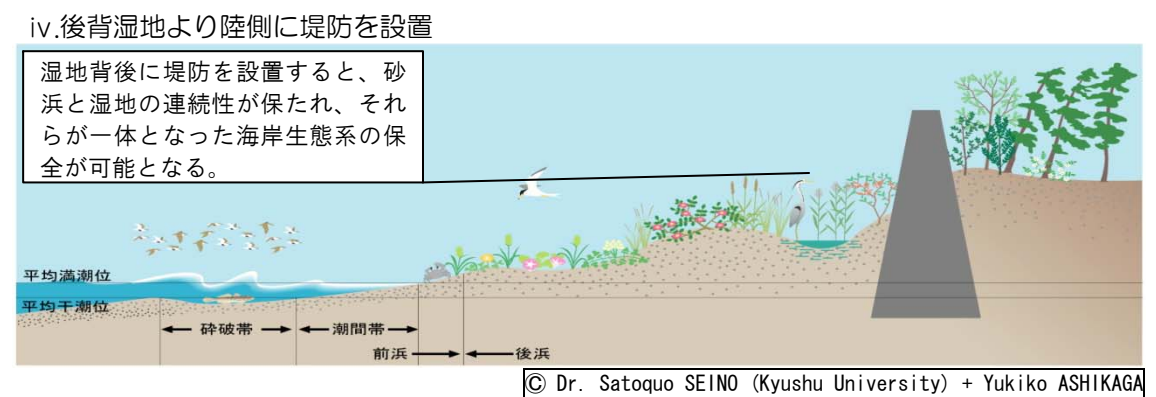 iv.後背湿地より陸側に堤防を設置
湿地背後に堤防を設置すると、砂
浜と湿地の連続性が保たれ、それ
らが一体となった海岸生態系の保
全が可能となる。
平均満潮位
平均干潮位
砕破帯
潮間帯
前浜
後浜
© Dr. Satoquo SEINO (Kyushu University) + Yukiko ASHIKAGA